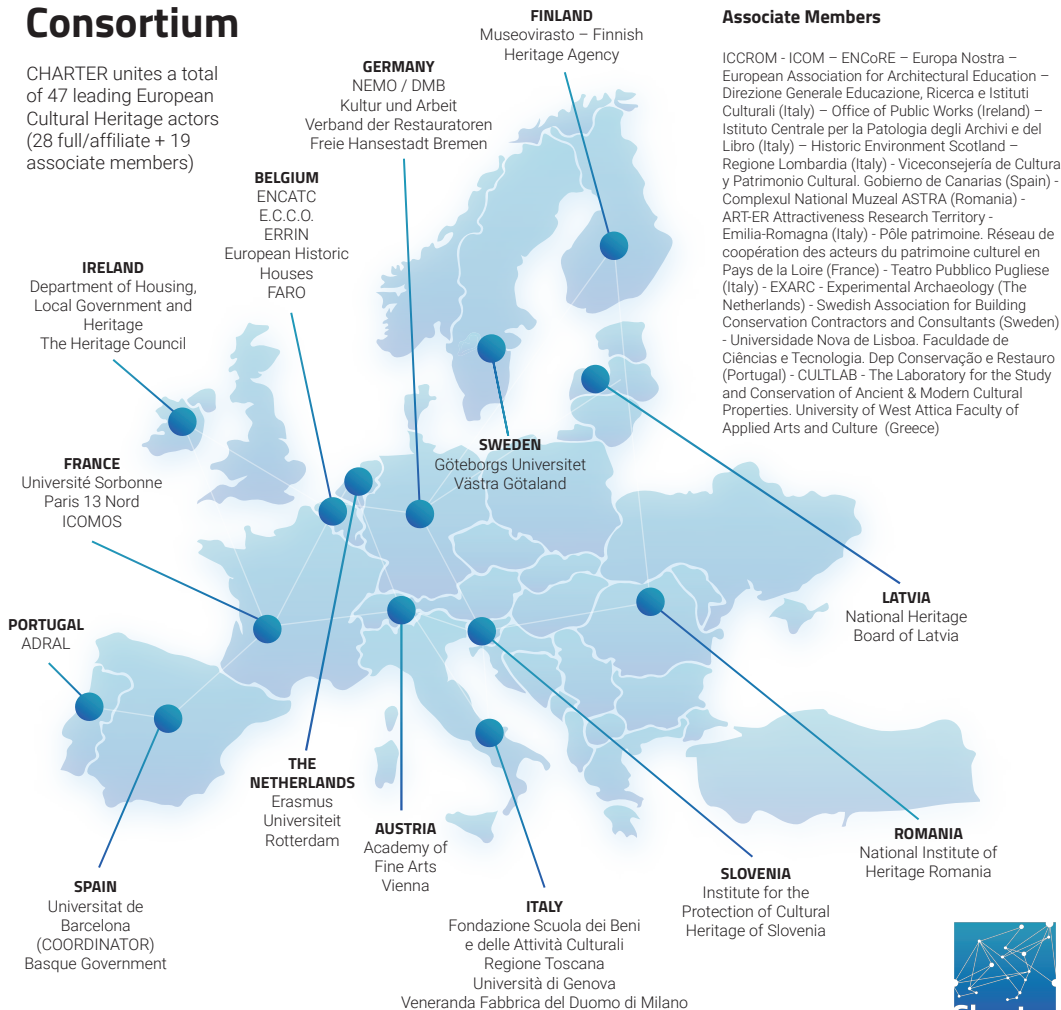 Consortium
CHARTER unites a total
of 47 leading European
Cultural Heritage actors
(28 full/affiliate + 19
associate members)
FINLAND
Museovirasto – Finnish
Heritage Agency
GERMANY
NEMO / DMB
Kultur und Arbeit
Verband der Restauratoren
Freie Hansestadt Bremen
BELGIUM
ENCATC
E.C.C.O.
ERRIN
European Historic
Houses
FARO
IRELAND
Department of Housing,
Local Government and
Heritage
The Heritage Council
FRANCE
Université Sorbonne
Paris 13 Nord
ICOMOS
PORTUGAL
ADRAL
SPAIN
Universitat de
Barcelona
(COORDINATOR)
Basque Government
THE
NETHERLANDS
Erasmus
Universiteit
Rotterdam
AUSTRIA
Academy of
Fine Arts
Vienna
ITALY
Fondazione Scuola dei Beni
e delle Attività Culturali
Regione Toscana
Università di Genova
Veneranda Fabbrica del Duomo di Milano
SWEDEN
Göteborgs Universitet
Västra Götaland
SLOVENIA
Institute for the
Protection of Cultural
Heritage of Slovenia
ROMANIA
National Institute of
Heritage Romania
LATVIA
National Heritage
Board of Latvia
Associate Members
ICCROM - ICOM – ENCoRE – Europa Nostra –
European Association for Architectural Education –
Direzione Generale Educazione, Ricerca e Istituti
Culturali (Italy) – Office of Public Works (Ireland) –
Istituto Centrale per la Patologia degli Archivi e del
Libro (Italy) – Historic Environment Scotland –
Regione Lombardia (Italy) - Viceconsejería de Cultura
y Patrimonio Cultural. Gobierno de Canarias (Spain) -
Complexul National Muzeal ASTRA (Romania) -
ART-ER Attractiveness Research Territory -
Emilia-Romagna (Italy) - Pôle patrimoine. Réseau de
coopération des acteurs du patrimoine culturel en
Pays de la Loire (France) - Teatro Pubblico Pugliese
(Italy) - EXARC - Experimental Archaeology (The
Netherlands) - Swedish Association for Building
Conservation Contractors and Consultants (Sweden)
- Universidade Nova de Lisboa. Faculdade de
Ciências e Tecnologia. Dep Conservação e Restauro
(Portugal) - CULTLAB - The Laboratory for the Study
and Conservation of Ancient & Modern Cultural
Properties. University of West Attica Faculty of
Applied Arts and Culture (Greece)